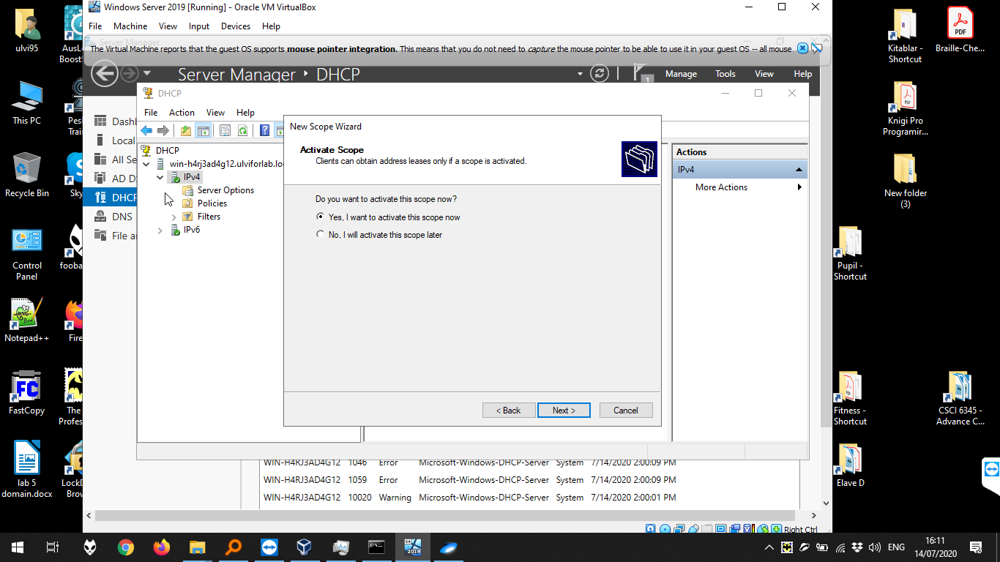 Windows Server 2019 [Running] - Oracle VM VirtualBox
File Machine View Input Devices Help
The Virtual Machine reports that the guest OS supports mouse pointer integration. This means that you do not need to capture the mouse pointer to be able to use it in your guest OS -- all mouse
Server Manager
Server Manager DHCP
1
Manage Tools View Help
DHCP
File Action View Help
Dashb
Local
All Se
AD D
DHCP
DNS
File ar
DHCP
win-h4rj3ad4g12.ulviforlab.lo
IPv4
Server Options
Policies
Filters
IPv6
New Scope Wizard
Activate Scope
Clients can obtain address leases only if a scope is activated.
Do you want to activate this scope now?
Yes, I want to activate this scope now
No, I will activate this scope later
< Back Next > Cancel
Actions
IPv4
More Actions
WIN-H4RJ3AD4G12 1046 Error Microsoft-Windows-DHCP-Server System 7/14/2020 2:00:09 PM
WIN-H4RJ3AD4G12 1059 Error Microsoft-Windows-DHCP-Server System 7/14/2020 2:00:09 PM
WIN-H4RJ3AD4G12 10020 Warning Microsoft-Windows-DHCP-Server System 7/14/2020 2:00:01 PM
Right Ctrl
ulvi95
This PC
Recycle Bin
Control
Panel
Notepad++
FastCopy
FC
lab 5
domain.docx
AusL
Boost
Pesh
Train
Sky
fooba
Fire
The
Profes
LockD
Brow
Kitablar -
Shortcut
PDF
Braille-Che...
Knigi Pro
Programir...
New folder
(3)
Pupil -
Shortcut
Fitness -
Shortcut
CSCI 6345 -
Advance C...
Elave D
2019
ENG
16:11
14/07/2020